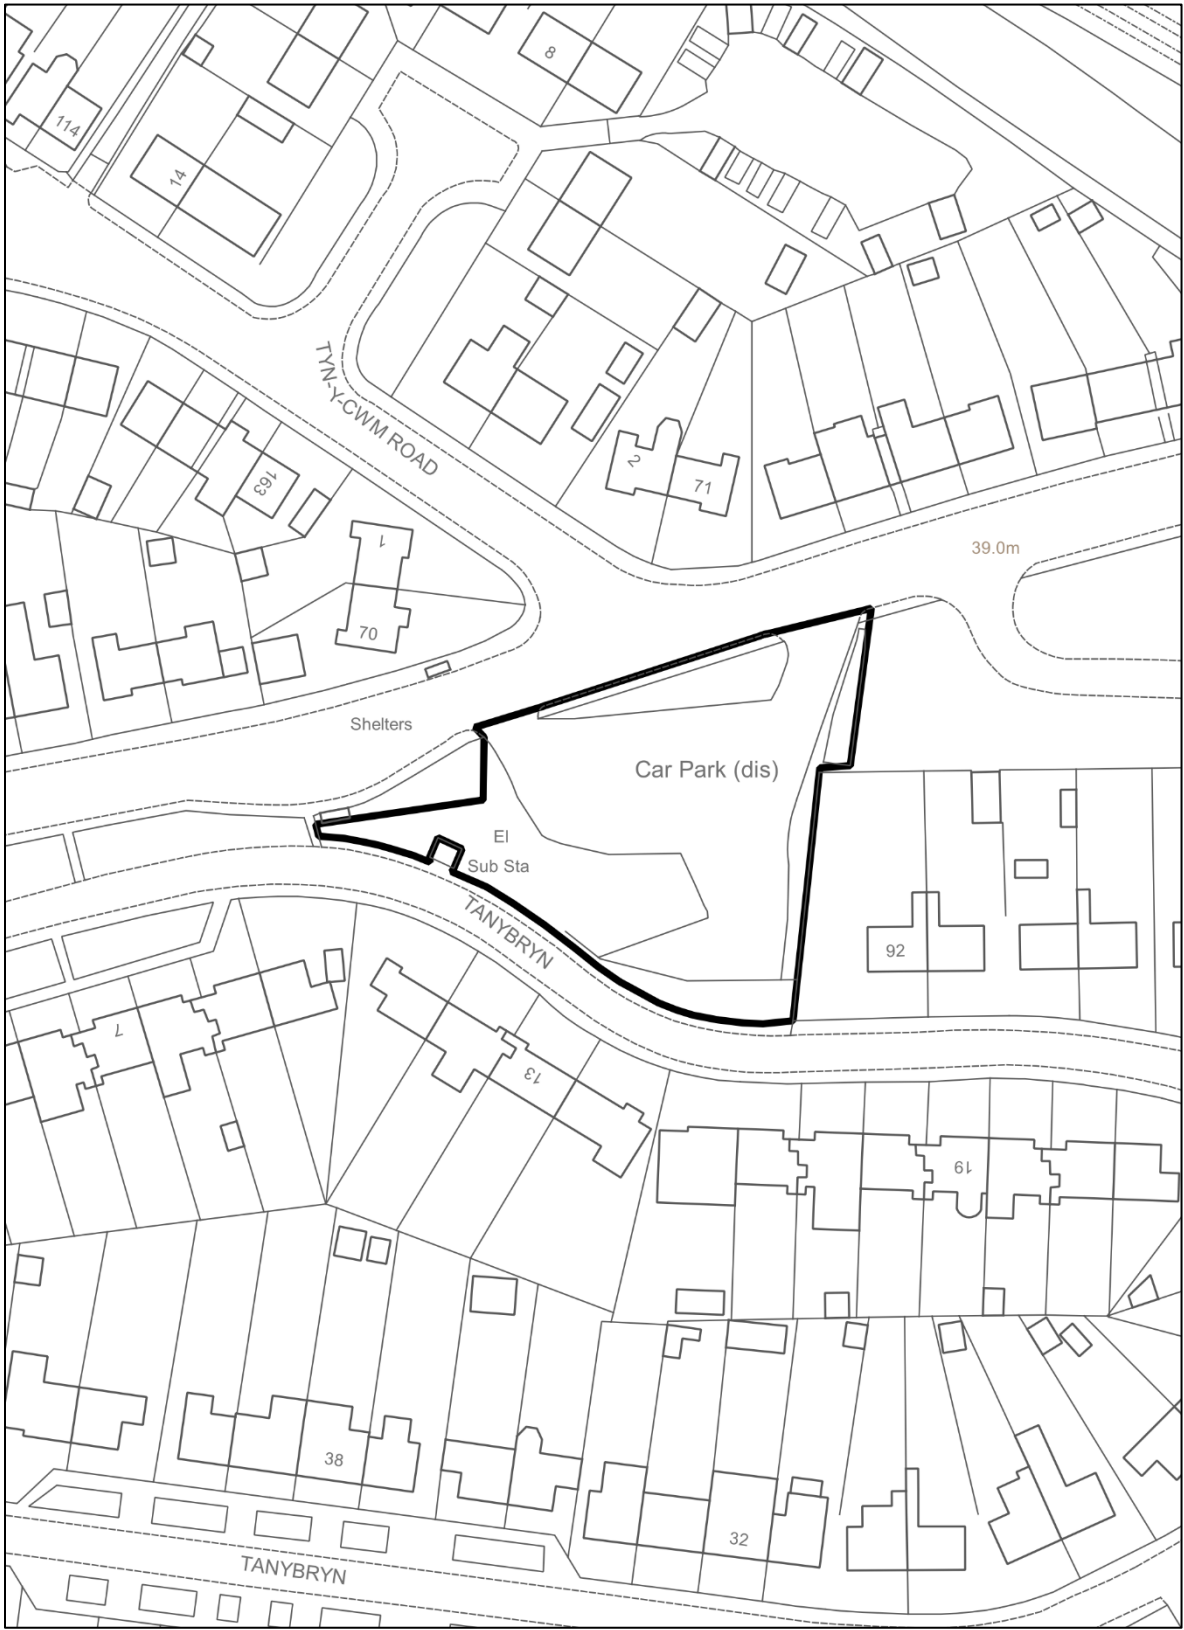 8
114
14
TYN-Y-CWM ROAD
2
71
163
1
70
39.0m
Shelters
Car Park (dis)
El
Sub Sta
TANYBRYN
92
7
13
19
38
32
TANYBRYN